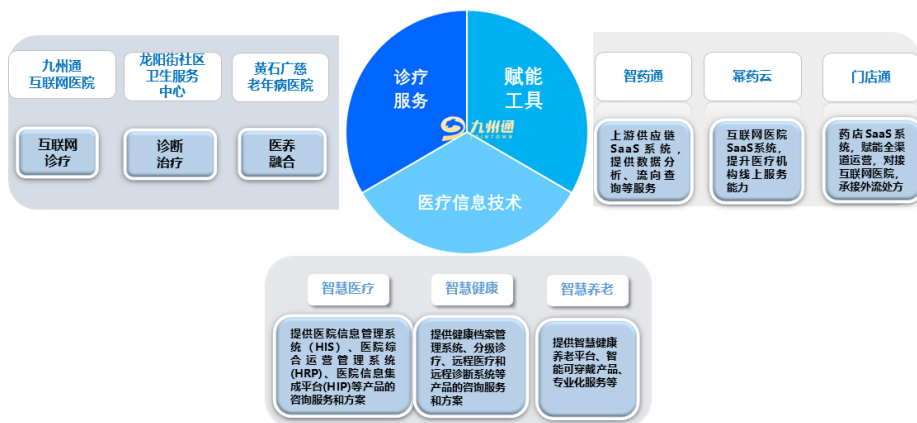 九州通
互联网医院
龙阳街社区
卫生服务
中心
黄石广慈
老年病医院
互联网
诊疗
诊断
治疗
医养
融合
诊疗
服务
赋能
工具
九州通
JOINTOWN
医疗信息技术
智药通
幂药云
门店通
上游供应链
SaaS系统，
提供数据分
析、流向查
询等服务
互联网医院
SaaS系统，
提升医疗机
构线上服务
能力
药店SaaS系
统，赋能全渠
道运营，对接
互联网医院，
承接外流处方
智慧医疗
智慧健康
智慧养老
提供医院信息管理
系统（HIS）、医院综
合运营管理系统
(HRP)、医院信息集
成平台(HIP)等产品的
咨询服务和方案
提供健康档案管
理系统、分级诊
疗、远程医疗和
远程诊断系统等
产品的咨询服务
和方案
提供智慧健康
养老平台、智
能可穿戴产品、
专业化服务等